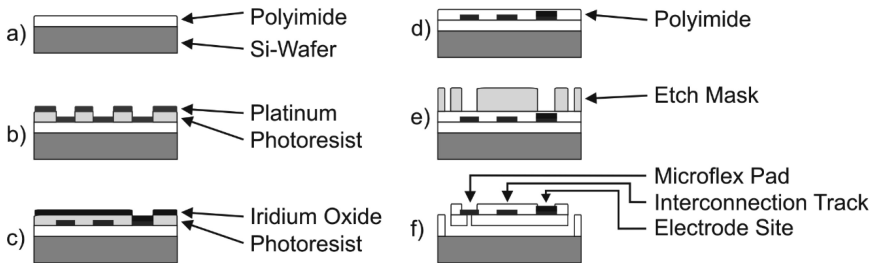 a)
Polyimide
Si-Wafer
b)
Platinum
Photoresist
c)
Iridium Oxide
Photoresist
d)
Polyimide
e)
Etch Mask
f)
Microflex Pad
Interconnection Track
Electrode Site